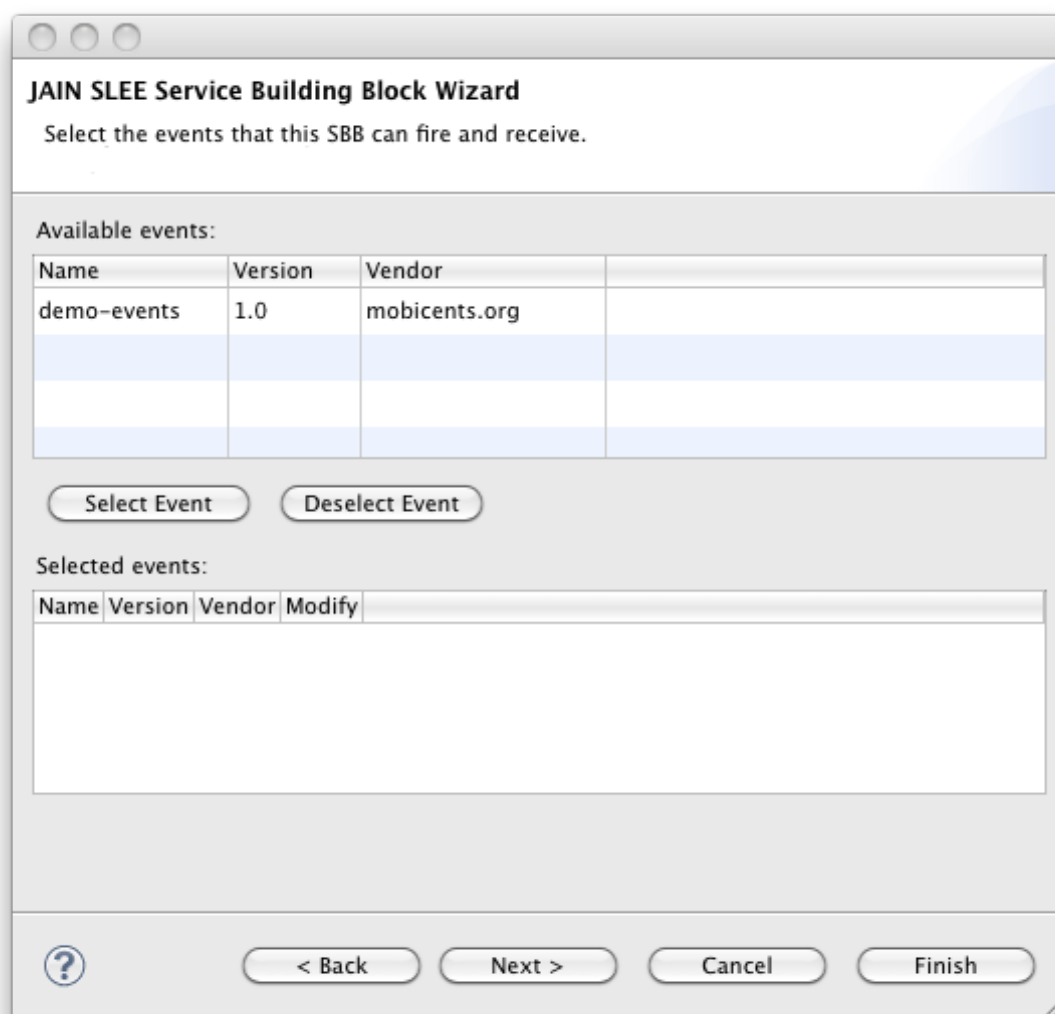 JAIN SLEE Service Building Block Wizard
Select the events that this SBB can fire and receive.
Available events:
Name Version Vendor
demo-events 1.0 mobicents.org
Select Event Deselect Event
Selected events:
Name Version Vendor Modify
? < Back Next > Cancel Finish